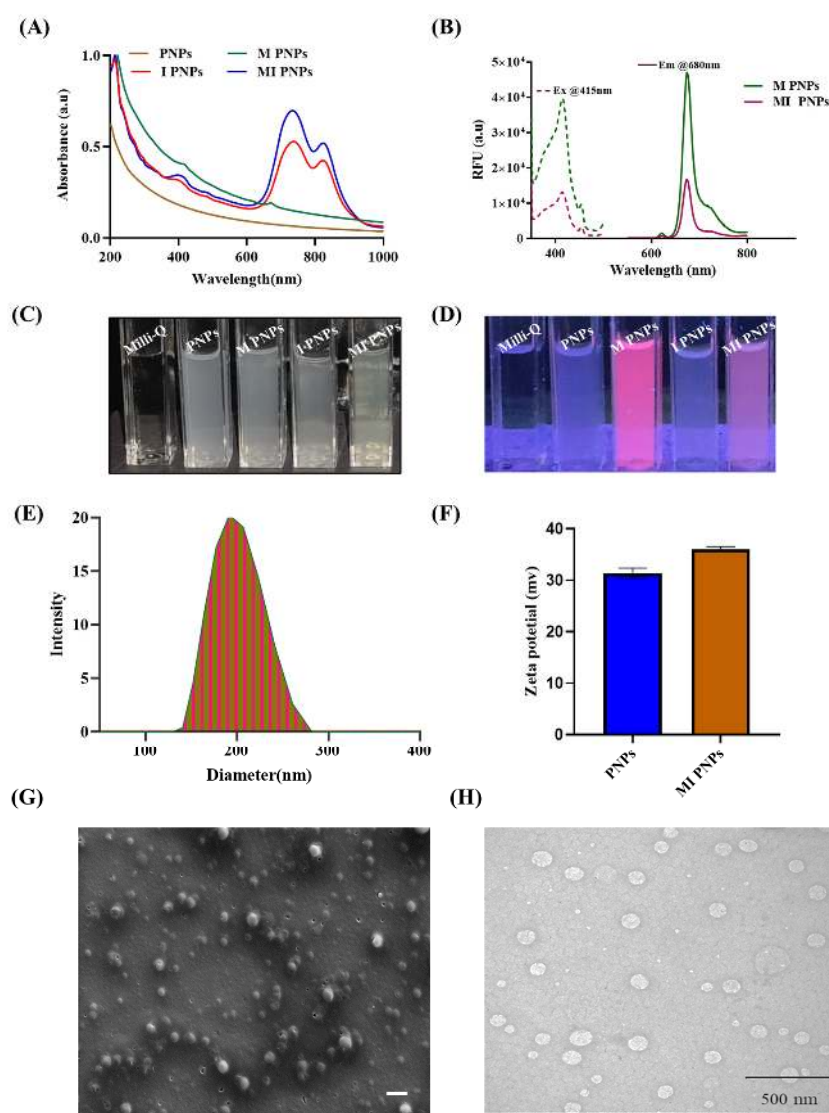 (A)
PNPs
M PNPs
I PNPs
MI PNPs
1.0
0.5
0.0
Absorbance (a.u)
200 400 600 800 1000
Wavelength(nm)
(B)
Em @680nm
Ex @415nm
M PNPs
MI PNPs
5×10⁴
4×10⁴
3×10⁴
2×10⁴
1×10⁴
0
RFU (a.u)
400 600 800
Wavelength (nm)
(C)
Milli-Q PNPs M PNPs I PNPs MI PNPs
(D)
Milli-Q PNPs M PNPs I PNPs MI PNPs
(E)
20
15
10
5
0
Intensity
100 200 300 400
Diameter(nm)
(F)
40
30
20
10
0
Zeta potetial (mv)
PNPs
MI PNPs
(G)
(H)
500 nm